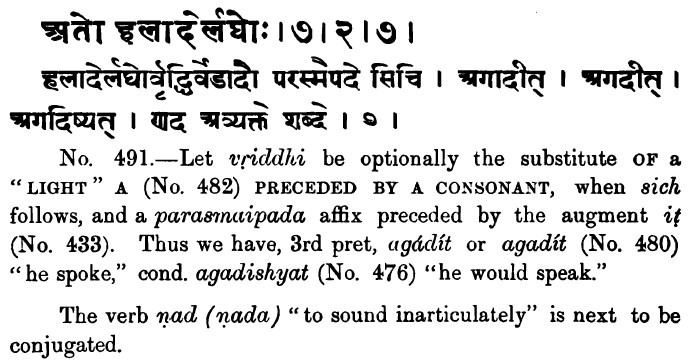 अतो हलादेर्लघोः । ७ । २ । ७ ।
हलादेर्लघोर्वृद्धिर्वेडादौ परस्मैपदे सिचि । अगादीत् । अगदीत् ।
अगदिष्यत् । णद अव्यक्ते शब्दे । ७ ।
No. 491.—Let vṛiddhi be optionally the substitute OF a
“LIGHT” A (No. 482) PRECEDED BY A CONSONANT, when sich
follows, and a parasmaipada affix preceded by the augment iṭ
(No. 433). Thus we have, 3rd pret, agádít or agadít (No. 480)
“he spoke,” cond. agadishyat (No. 476) “he would speak.”
The verb ṇad (ṇada) “to sound inarticulately” is next to be
conjugated.